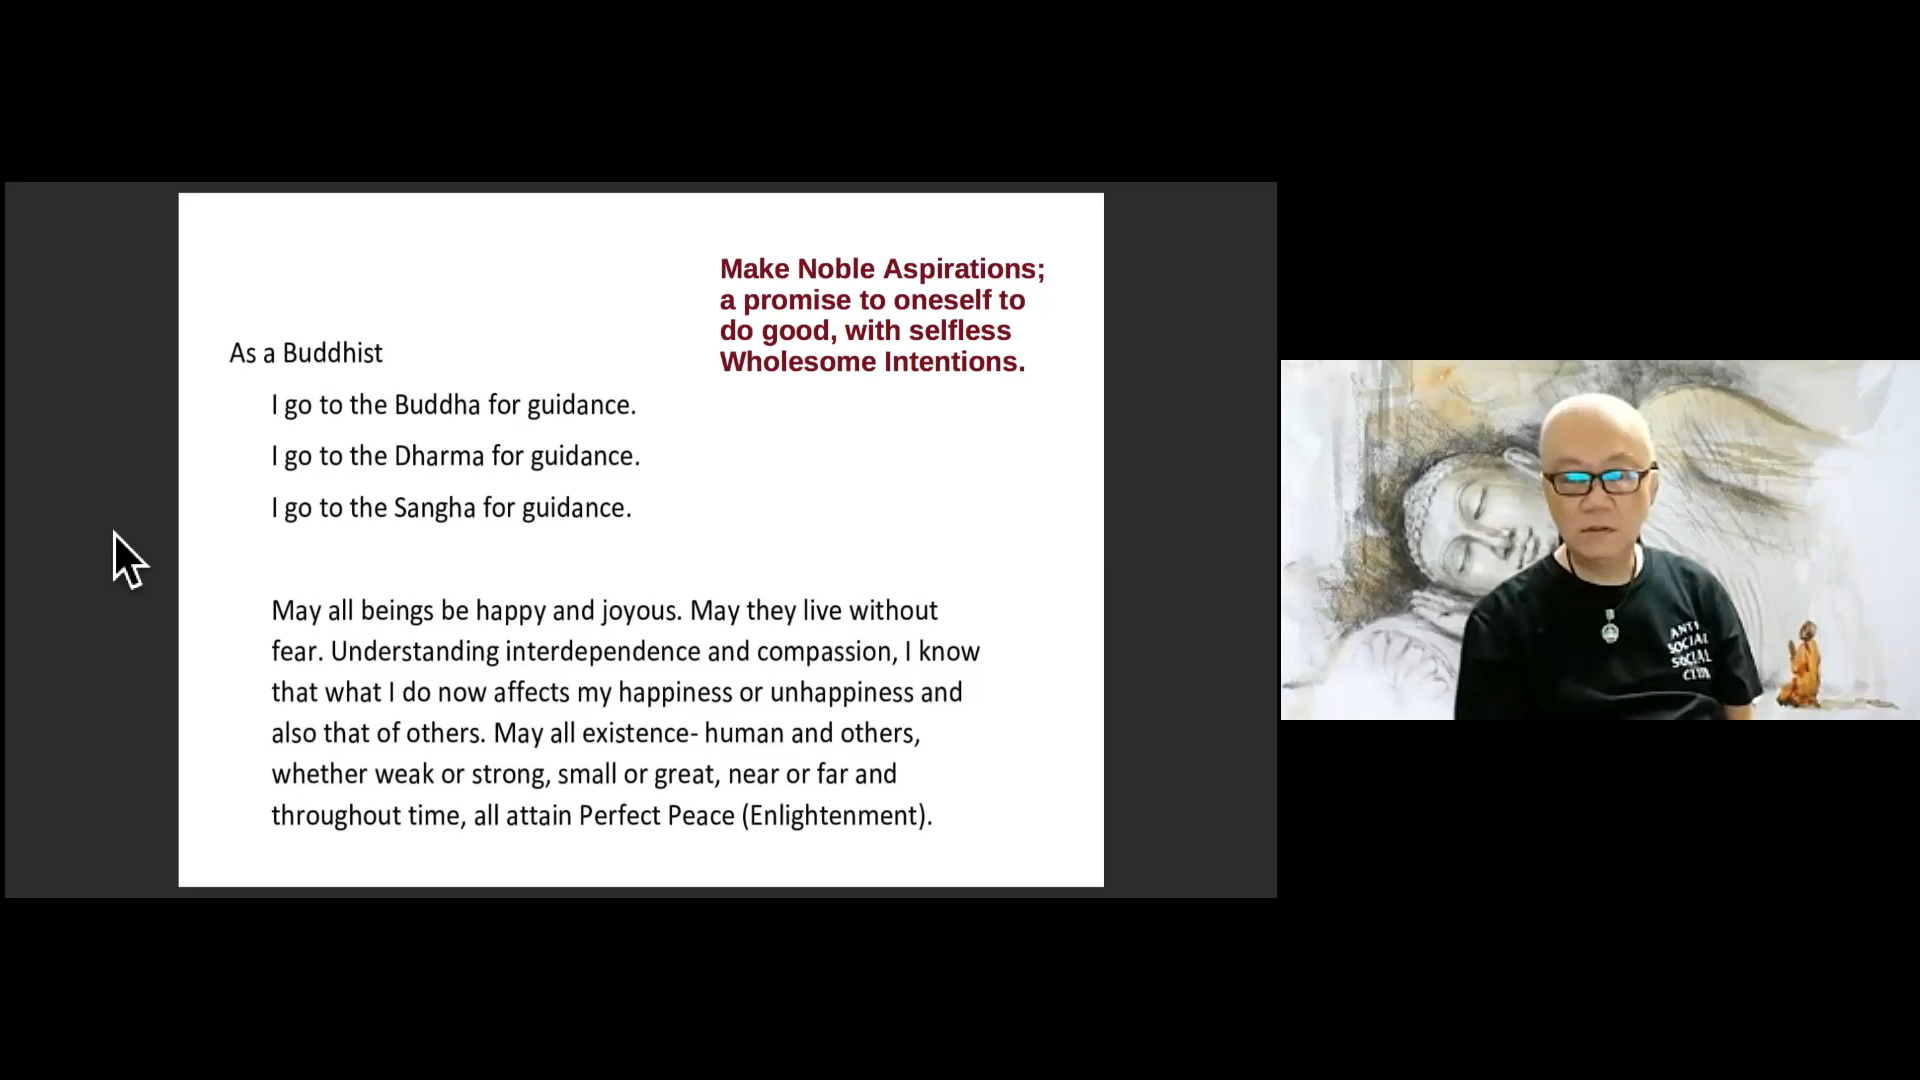 Make Noble Aspirations;
a promise to oneself to
do good, with selfless
Wholesome Intentions.
As a Buddhist
I go to the Buddha for guidance.
I go to the Dharma for guidance.
I go to the Sangha for guidance.
May all beings be happy and joyous. May they live without
fear. Understanding interdependence and compassion, I know
that what I do now affects my happiness or unhappiness and
also that of others. May all existence- human and others,
whether weak or strong, small or great, near or far and
throughout time, all attain Perfect Peace (Enlightenment).
ANTI
SOCIAL
SOCIAL
CLUB